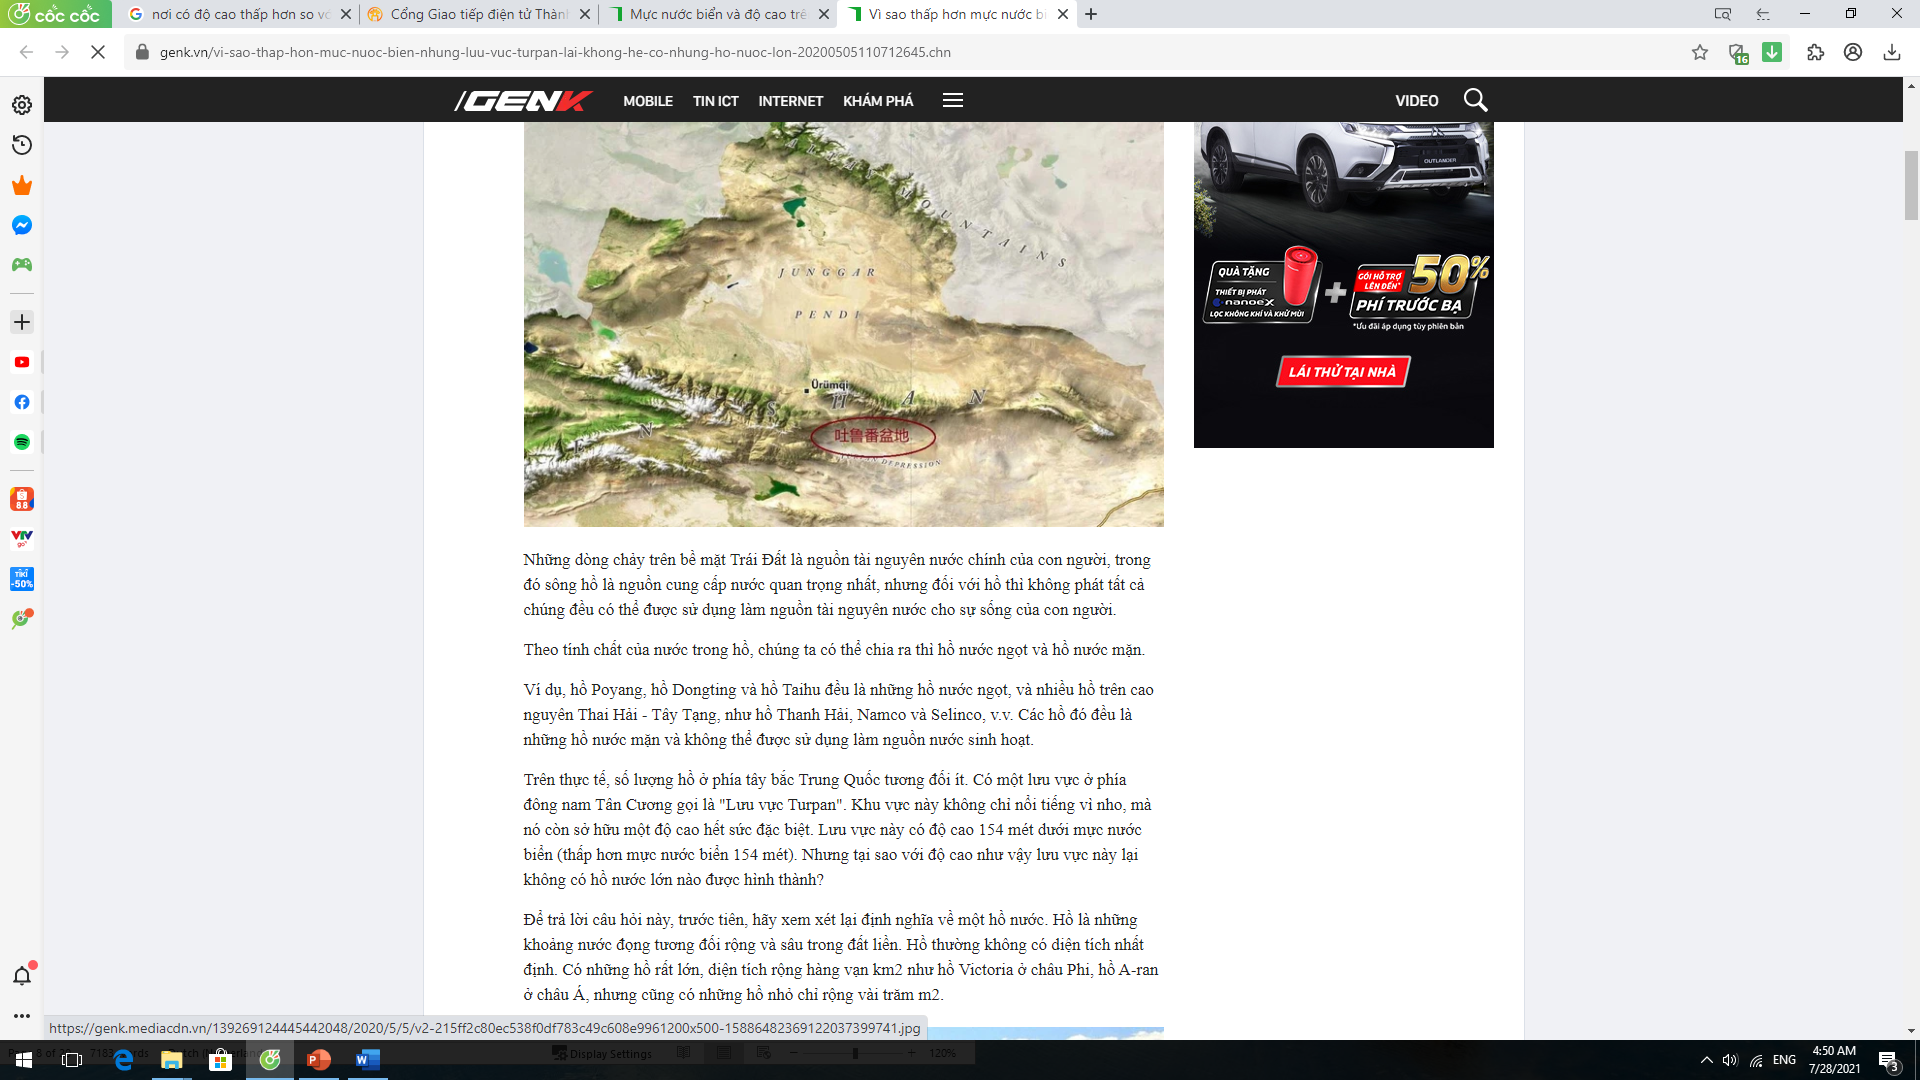 cốc cốc
nơi có độ cao thấp hơn so vớ
Cổng Giao tiếp điện tử Thành
Mực nước biển và độ cao trê
Vì sao thấp hơn mực nước bi
genk.vn/vi-sao-thap-hon-muc-nuoc-bien-nhung-luu-vuc-turpan-lai-khong-he-co-nhung-ho-nuoc-lon-20200505110712645.chn
16
GENK
MOBILE TIN ICT INTERNET KHÁM PHÁ
VIDEO
ALTAI MOUNTAINS
JUNGGAR
PENDI
Ürümqi
S H A N
E N
吐鲁番盆地
DEPRESSION
OUTLANDER
QUÀ TẶNG
THIẾT BỊ PHÁT
nanoeX
LỌC KHÔNG KHÍ VÀ KHỬ MÙI
GÓI HỖ TRỢ
LÊN ĐẾN*
50%
PHÍ TRƯỚC BẠ
*Ưu đãi áp dụng tùy phiên bản
LÁI THỬ TẠI NHÀ
Những dòng chảy trên bề mặt Trái Đất là nguồn tài nguyên nước chính của con người, trong
đó sông hồ là nguồn cung cấp nước quan trọng nhất, nhưng đối với hồ thì không phát tất cả
chúng đều có thể được sử dụng làm nguồn tài nguyên nước cho sự sống của con người.
Theo tính chất của nước trong hồ, chúng ta có thể chia ra thì hồ nước ngọt và hồ nước mặn.
Ví dụ, hồ Poyang, hồ Dongting và hồ Taihu đều là những hồ nước ngọt, và nhiều hồ trên cao
nguyên Thai Hải - Tây Tạng, như hồ Thanh Hải, Namco và Selinco, v.v. Các hồ đó đều là
những hồ nước mặn và không thể được sử dụng làm nguồn nước sinh hoạt.
Trên thực tế, số lượng hồ ở phía tây bắc Trung Quốc tương đối ít. Có một lưu vực ở phía
đông nam Tân Cương gọi là "Lưu vực Turpan". Khu vực này không chỉ nổi tiếng vì nho, mà
nó còn sở hữu một độ cao hết sức đặc biệt. Lưu vực này có độ cao 154 mét dưới mực nước
biển (thấp hơn mực nước biển 154 mét). Nhưng tại sao với độ cao như vậy lưu vực này lại
không có hồ nước lớn nào được hình thành?
Để trả lời câu hỏi này, trước tiên, hãy xem xét lại định nghĩa về một hồ nước. Hồ là những
khoảng nước đọng tương đối rộng và sâu trong đất liền. Hồ thường không có diện tích nhất
định. Có những hồ rất lớn, diện tích rộng hàng vạn km2 như hồ Victoria ở châu Phi, hồ A-ran
ở châu Á, nhưng cũng có những hồ nhỏ chỉ rộng vài trăm m2.
8.8
VTV
go
TIKI
-50%
https://genk.mediacdn.vn/139269124445442048/2020/5/5/v2-215ff2c80ec538f0df783c49c608e9961200x500-15886482369122037399741.jpg
Display Settings
120%
ENG
4:50 AM
7/28/2021
3